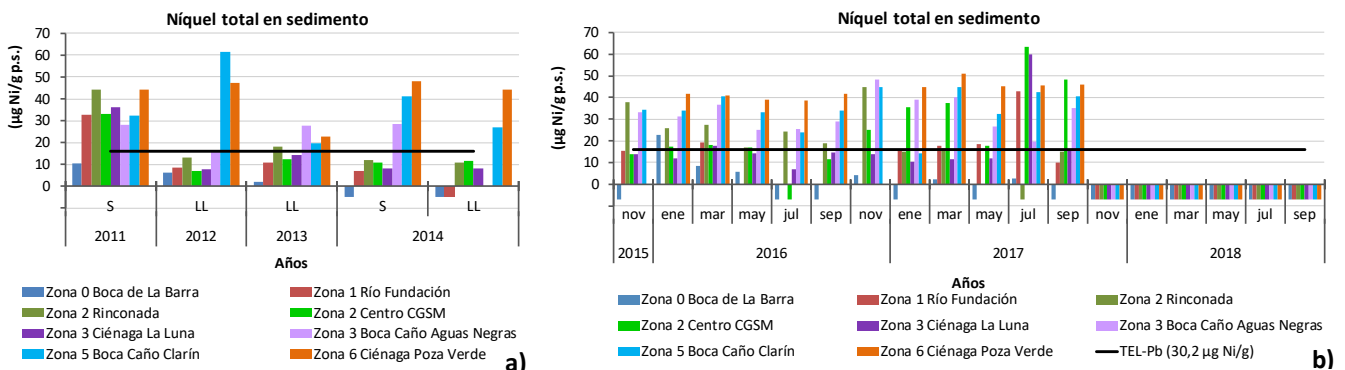 Níquel total en sedimento
(µg Ni/g p.s.)
70
60
50
40
30
20
10
0
-10
S LL LL S LL
2011 2012 2013 2014
Años
Zona 0 Boca de La Barra Zona 1 Río Fundación
Zona 2 Rinconada Zona 2 Centro CGSM
Zona 3 Ciénaga La Luna Zona 3 Boca Caño Aguas Negras
Zona 5 Boca Caño Clarín Zona 6 Ciénaga Poza Verde
a)
Níquel total en sedimento
(µg Ni/g p.s.)
70
60
50
40
30
20
10
0
-10
nov ene mar may jul sep nov ene mar may jul sep nov ene mar may jul sep
2015 2016 2017 2018
Años
Zona 0 Boca de La Barra Zona 1 Río Fundación Zona 2 Rinconada
Zona 2 Centro CGSM Zona 3 Ciénaga La Luna Zona 3 Boca Caño Aguas Negras
Zona 5 Boca Caño Clarín Zona 6 Ciénaga Poza Verde TEL-Pb (30,2 µg Ni/g)
b)